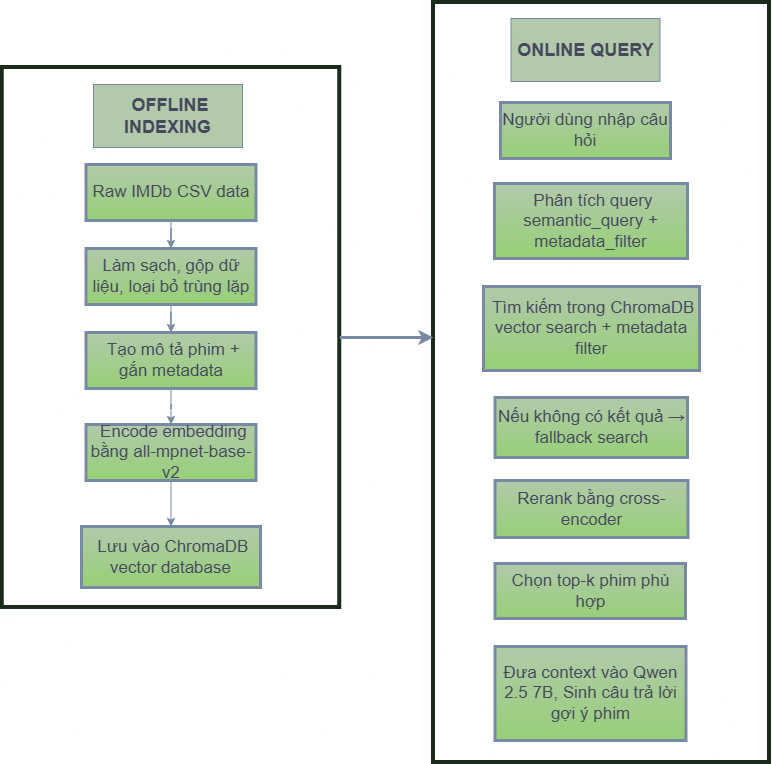 OFFLINE
INDEXING
Raw IMDb CSV data
Làm sạch, gộp dữ
liệu, loại bỏ trùng lặp
Tạo mô tả phim +
gắn metadata
Encode embedding
bằng all-mpnet-base-
v2
Lưu vào ChromaDB
vector database
ONLINE QUERY
Người dùng nhập câu
hỏi
Phân tích query
semantic_query +
metadata_filter
Tìm kiếm trong ChromaDB
vector search + metadata
filter
Nếu không có kết quả →
fallback search
Rerank bằng cross-
encoder
Chọn top-k phim phù
hợp
Đưa context vào Qwen
2.5 7B, Sinh câu trả lời
gợi ý phim